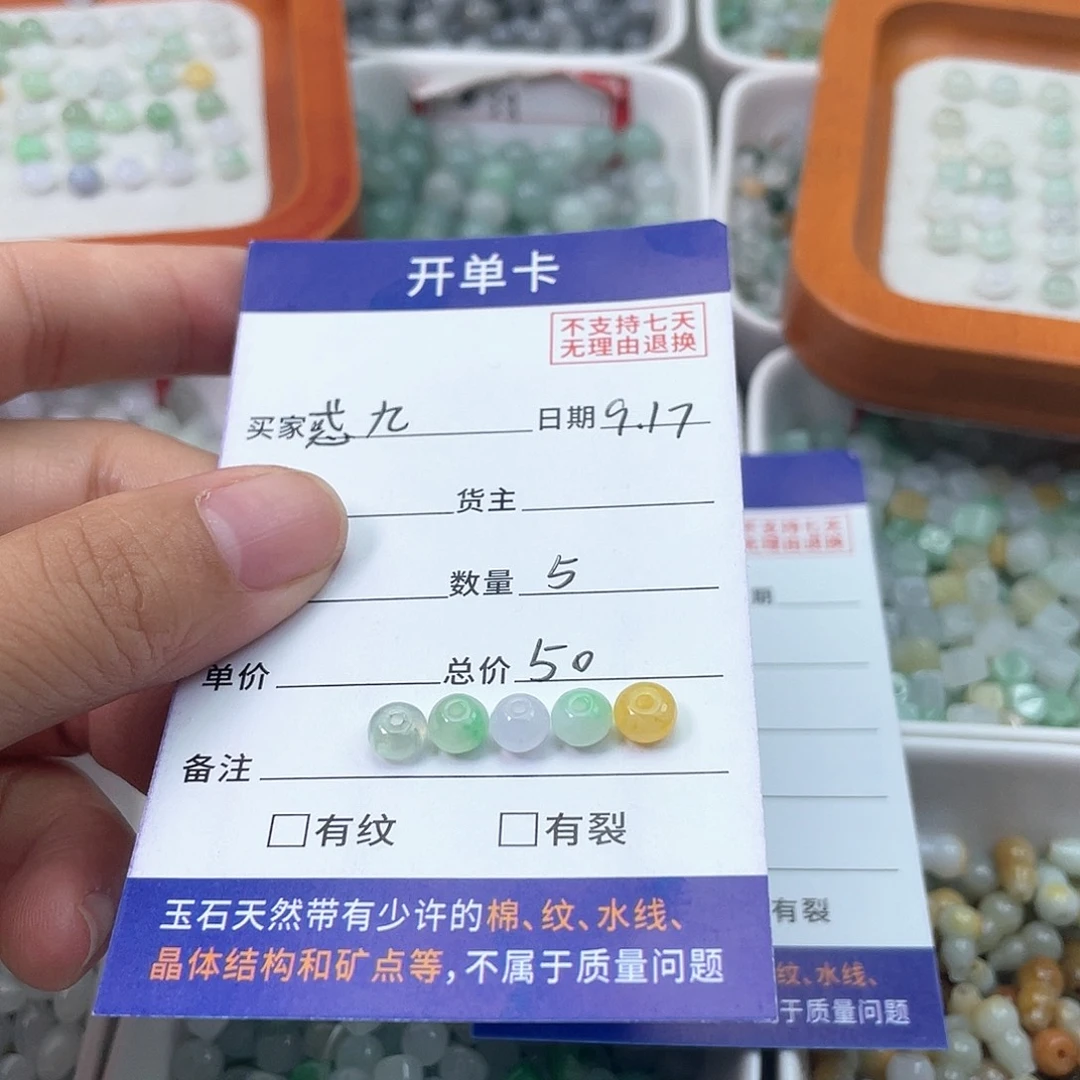 开单卡
不支持七天
无理由退换
买家惑九 日期9.17
货主
数量5
单价 总价50
备注
□有纹 □有裂
玉石天然带有少许的棉、纹、水线、
晶体结构和矿点等,不属于质量问题
不支持七天
无理由退换
期
有裂
纹、水线、
于质量问题